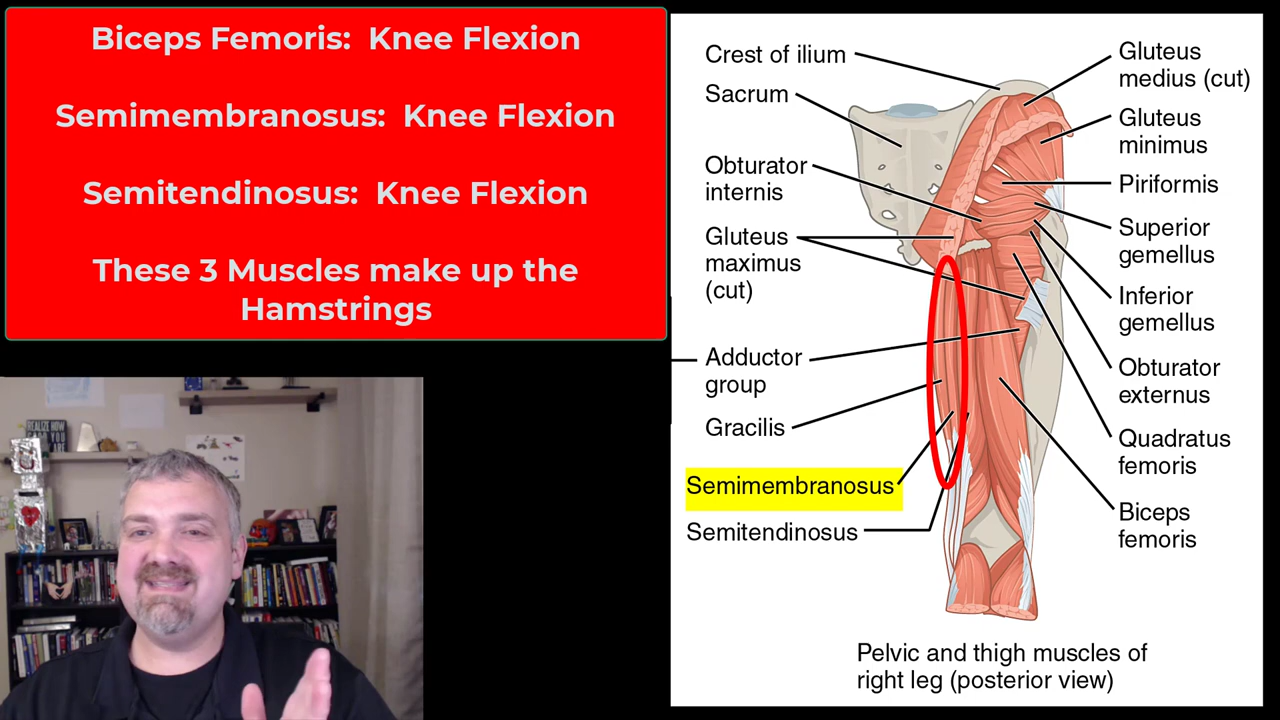 Biceps Femoris: Knee Flexion
Semimembranosus: Knee Flexion
Semitendinosus: Knee Flexion
These 3 Muscles make up the
Hamstrings
Crest of ilium
Sacrum
Obturator
internis
Gluteus
maximus
(cut)
Adductor
group
Gracilis
Semimembranosus
Semitendinosus
Gluteus
medius (cut)
Gluteus
minimus
Piriformis
Superior
gemellus
Inferior
gemellus
Obturator
externus
Quadratus
femoris
Biceps
femoris
Pelvic and thigh muscles of
right leg (posterior view)